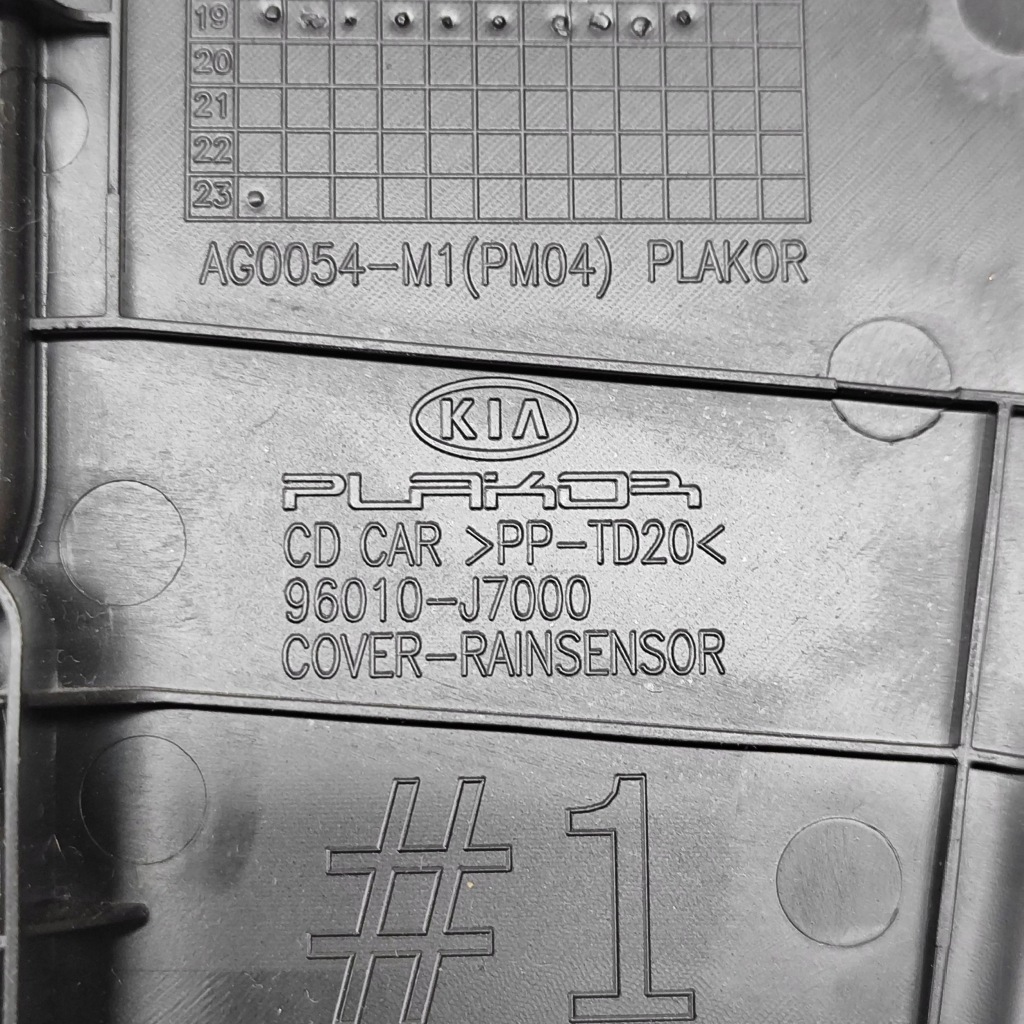 19
20
21
22
23
AG0054-M1(PM04) PLAKOR
KIA
PLAKOR
CD CAR >PP-TD20<
96010-J7000
COVER-RAINSENSOR
#1